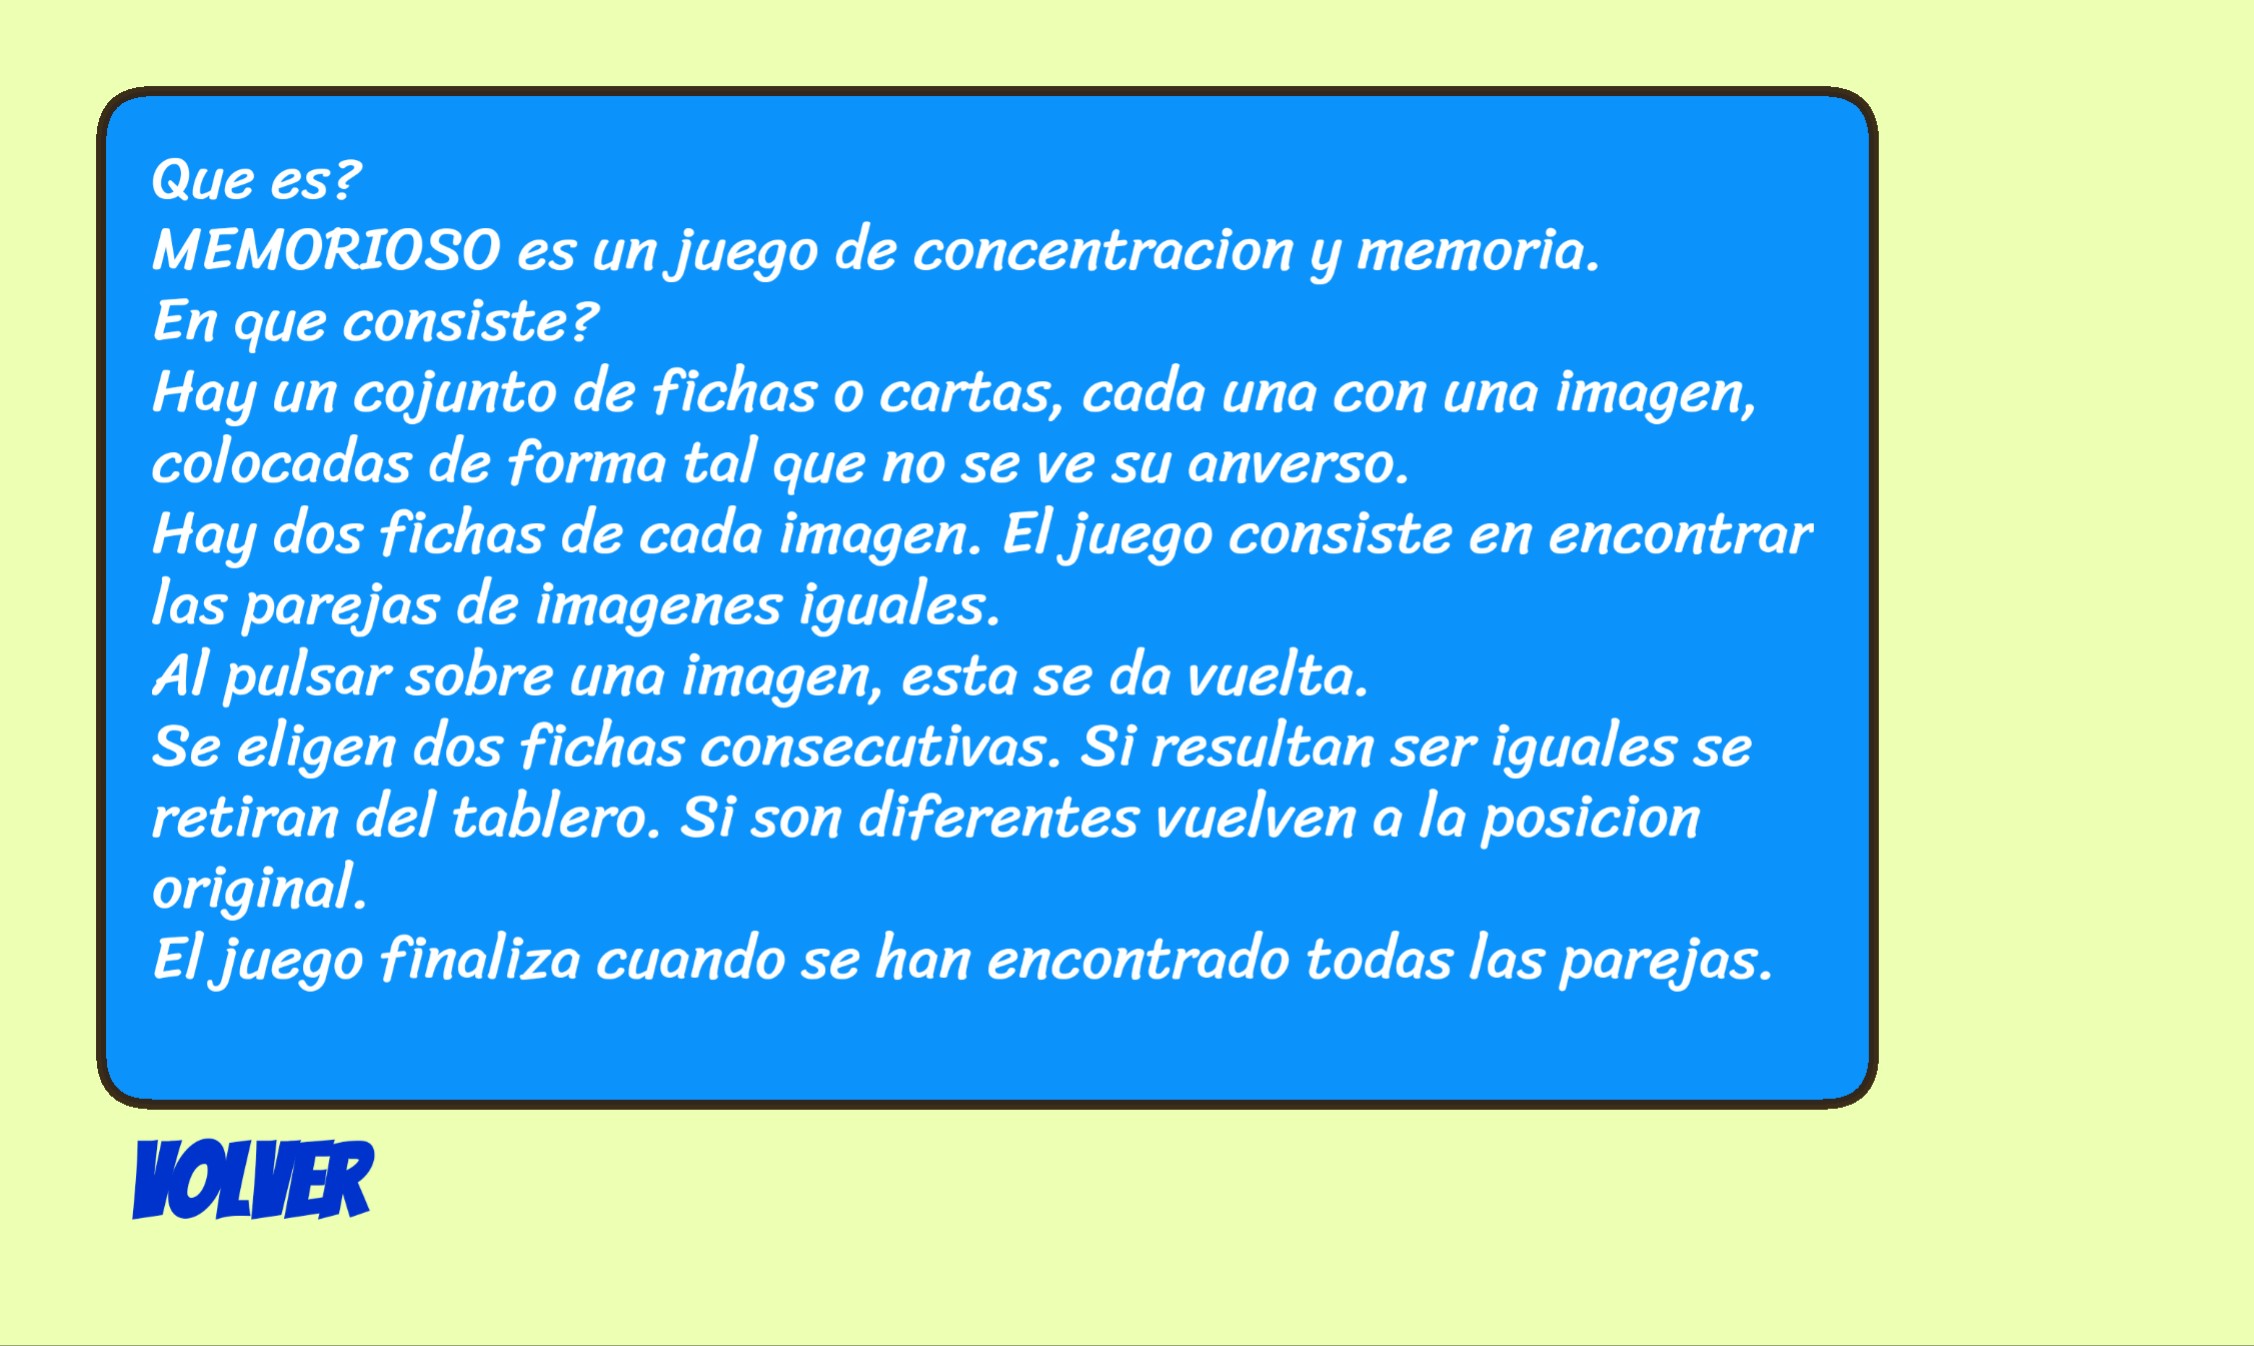 Que es?
MEMORIOSO es un juego de concentracion y memoria.
En que consiste?
Hay un cojunto de fichas o cartas, cada una con una imagen,
colocadas de forma tal que no se ve su anverso.
Hay dos fichas de cada imagen. El juego consiste en encontrar
las parejas de imagenes iguales.
Al pulsar sobre una imagen, esta se da vuelta.
Se eligen dos fichas consecutivas. Si resultan ser iguales se
retiran del tablero. Si son diferentes vuelven a la posicion
original.
El juego finaliza cuando se han encontrado todas las parejas.
VOLVER